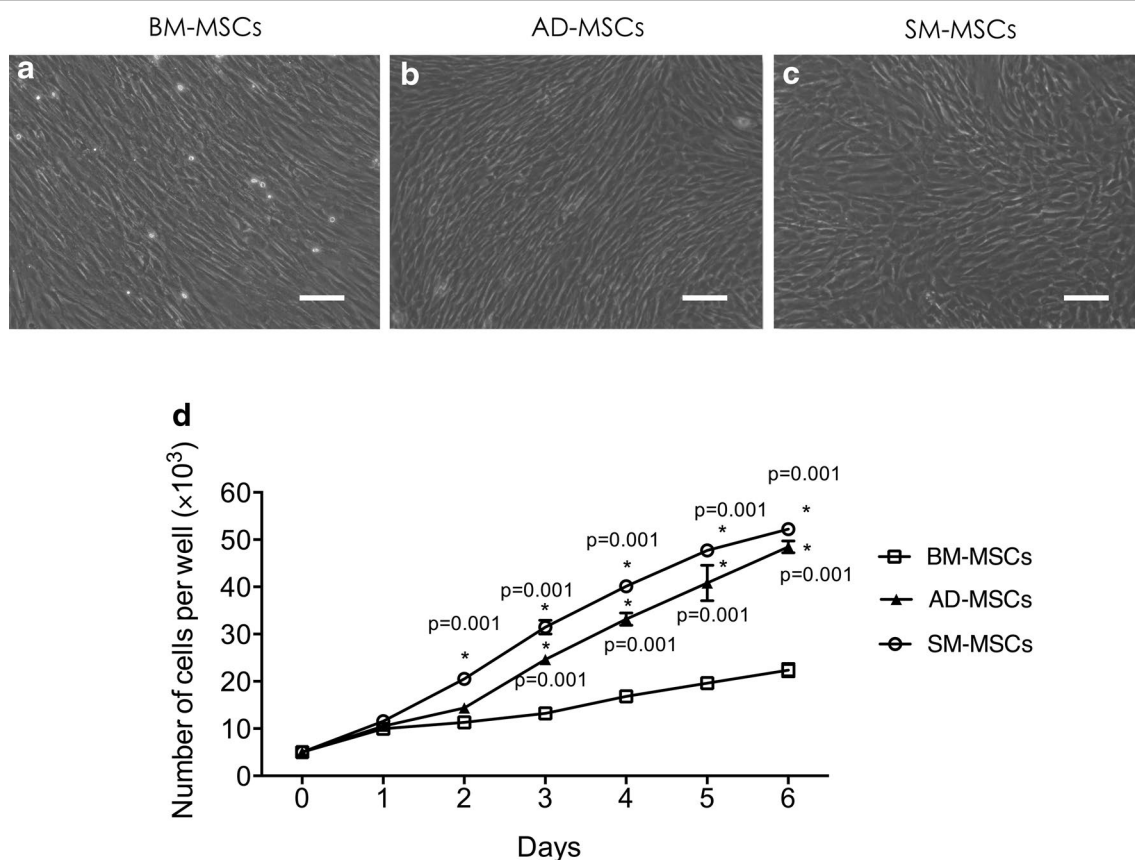 BM-MSCs
AD-MSCs
SM-MSCs
a
b
c
d
Number of cells per well (×10³)
60
50
40
30
20
10
0
0 1 2 3 4 5 6
Days
p=0.001
*
p=0.001
*
*
p=0.001
p=0.001
*
*
p=0.001
p=0.001
*
*
p=0.001
p=0.001
*
*
p=0.001
BM-MSCs
AD-MSCs
SM-MSCs